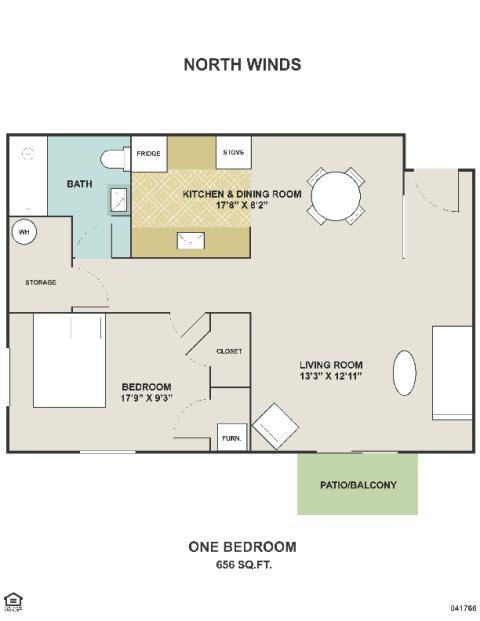 NORTH WINDS
FRIDGE
STOVE
BATH
KITCHEN & DINING ROOM
17'8" X 8'2"
WH
STORAGE
CLOSET
LIVING ROOM
13'3" X 12'11"
BEDROOM
17'9" X 9'3"
FURN.
PATIO/BALCONY
ONE BEDROOM
656 SQ.FT.
041766